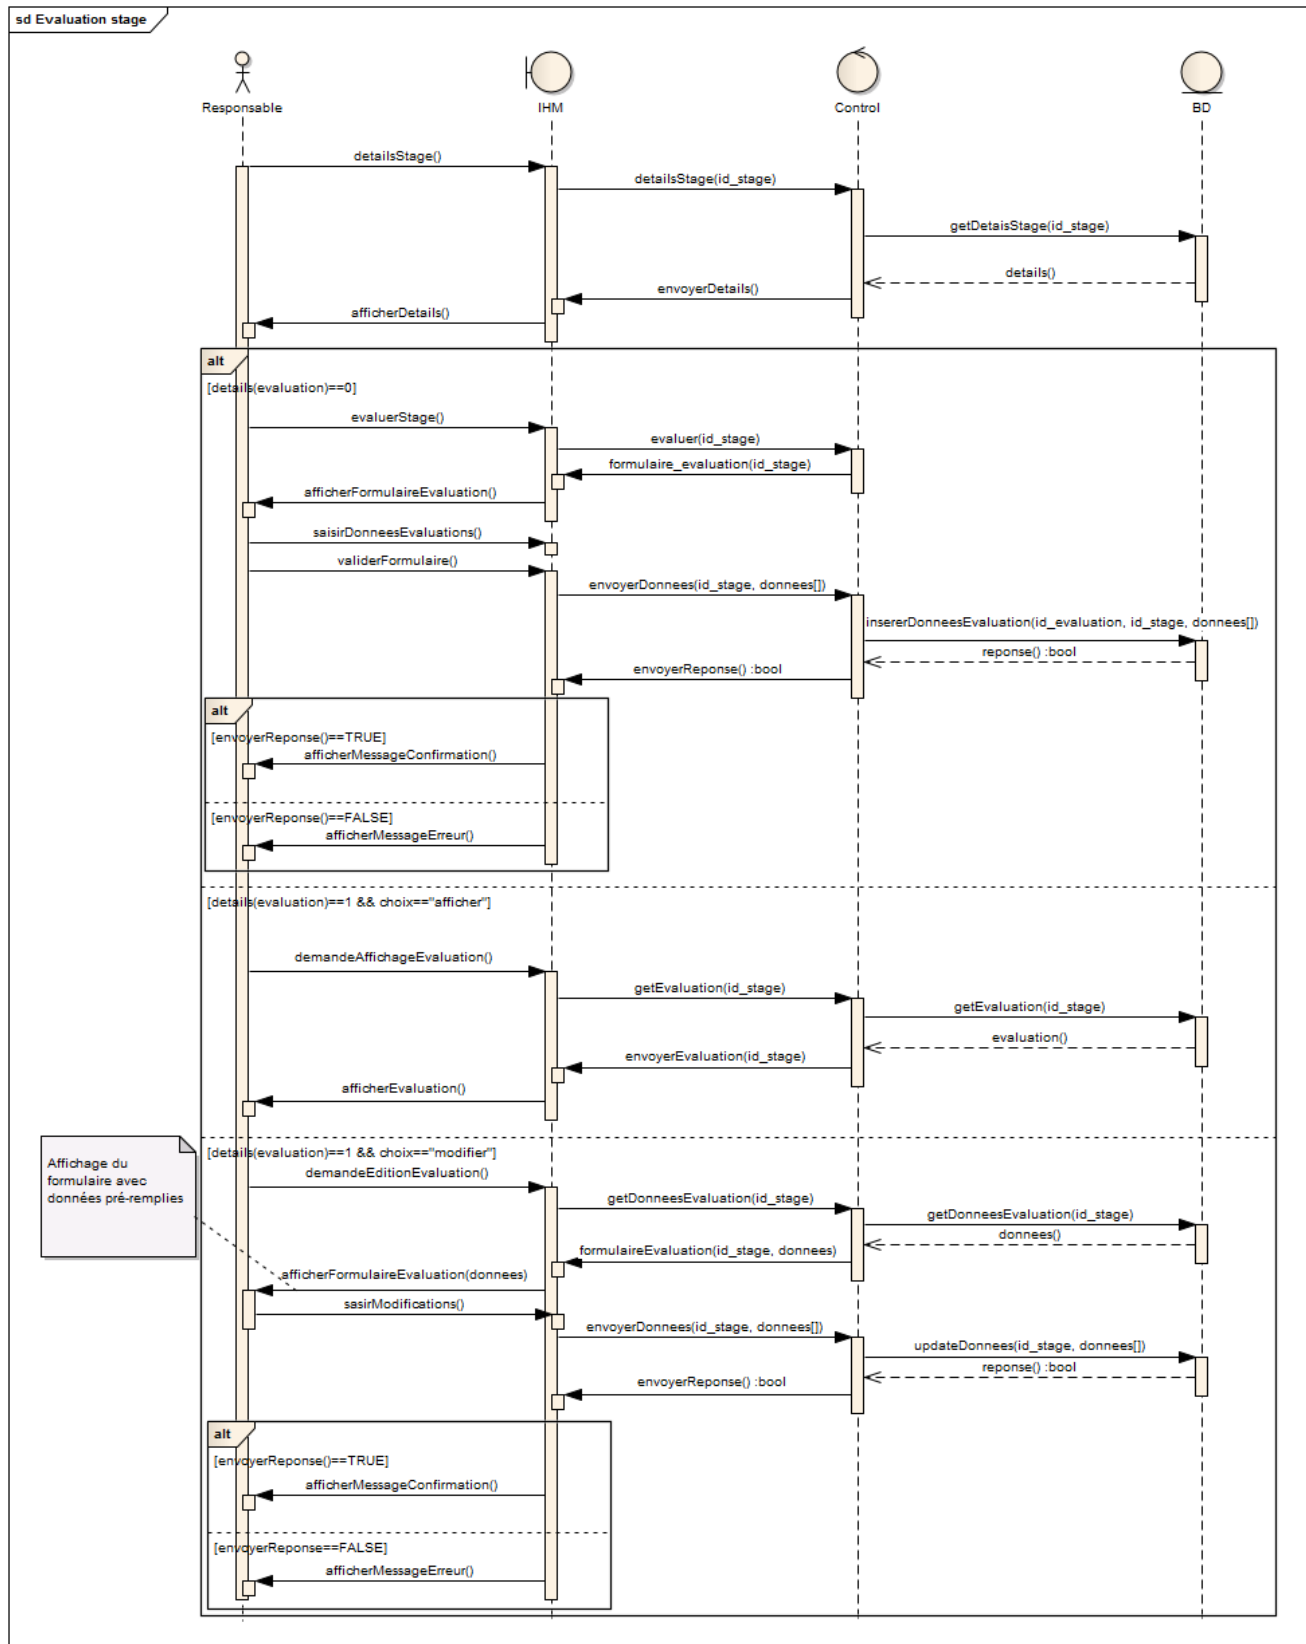 sd Evaluation stage
Responsable
IHM
Control
BD
detailsStage()
detailsStage(id_stage)
getDetaisStage(id_stage)
details()
envoyerDetails()
afficherDetails()
alt
[details(evaluation)==0]
evaluerStage()
evaluer(id_stage)
formulaire_evaluation(id_stage)
afficherFormulaireEvaluation()
saisirDonneesEvaluations()
validerFormulaire()
envoyerDonnees(id_stage, donnees[])
insererDonneesEvaluation(id_evaluation, id_stage, donnees[])
reponse() :bool
envoyerReponse() :bool
alt
[envoyerReponse()==TRUE]
afficherMessageConfirmation()
[envoyerReponse()==FALSE]
afficherMessageErreur()
[details(evaluation)==1 && choix=="afficher"]
demandeAffichageEvaluation()
getEvaluation(id_stage)
getEvaluation(id_stage)
evaluation()
envoyerEvaluation(id_stage)
afficherEvaluation()
[details(evaluation)==1 && choix=="modifier"]
Affichage du
formulaire avec
données pré-remplies
demandeEditionEvaluation()
getDonneesEvaluation(id_stage)
getDonneesEvaluation(id_stage)
donnees()
formulaireEvaluation(id_stage, donnees)
afficherFormulaireEvaluation(donnees)
sasirModifications()
envoyerDonnees(id_stage, donnees[])
updateDonnees(id_stage, donnees[])
reponse() :bool
envoyerReponse() :bool
alt
[envoyerReponse()==TRUE]
afficherMessageConfirmation()
[envoyerReponse==FALSE]
afficherMessageErreur()